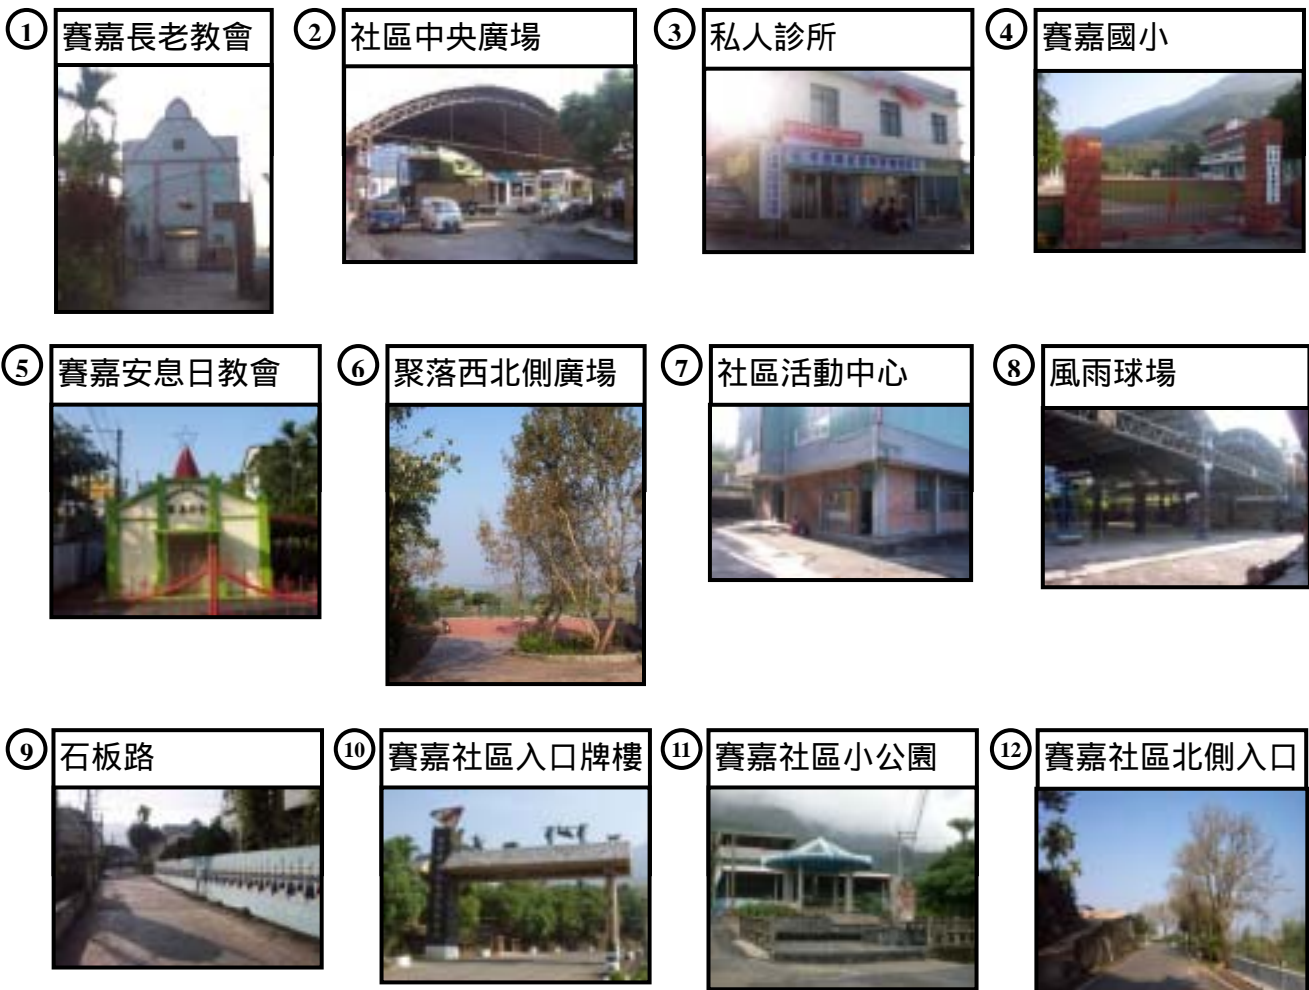 1 賽嘉長老教會
2 社區中央廣場
3 私人診所
4 賽嘉國小
5 賽嘉安息日教會
6 聚落西北側廣場
7 社區活動中心
8 風雨球場
9 石板路
10 賽嘉社區入口牌樓
11 賽嘉社區小公園
12 賽嘉社區北側入口